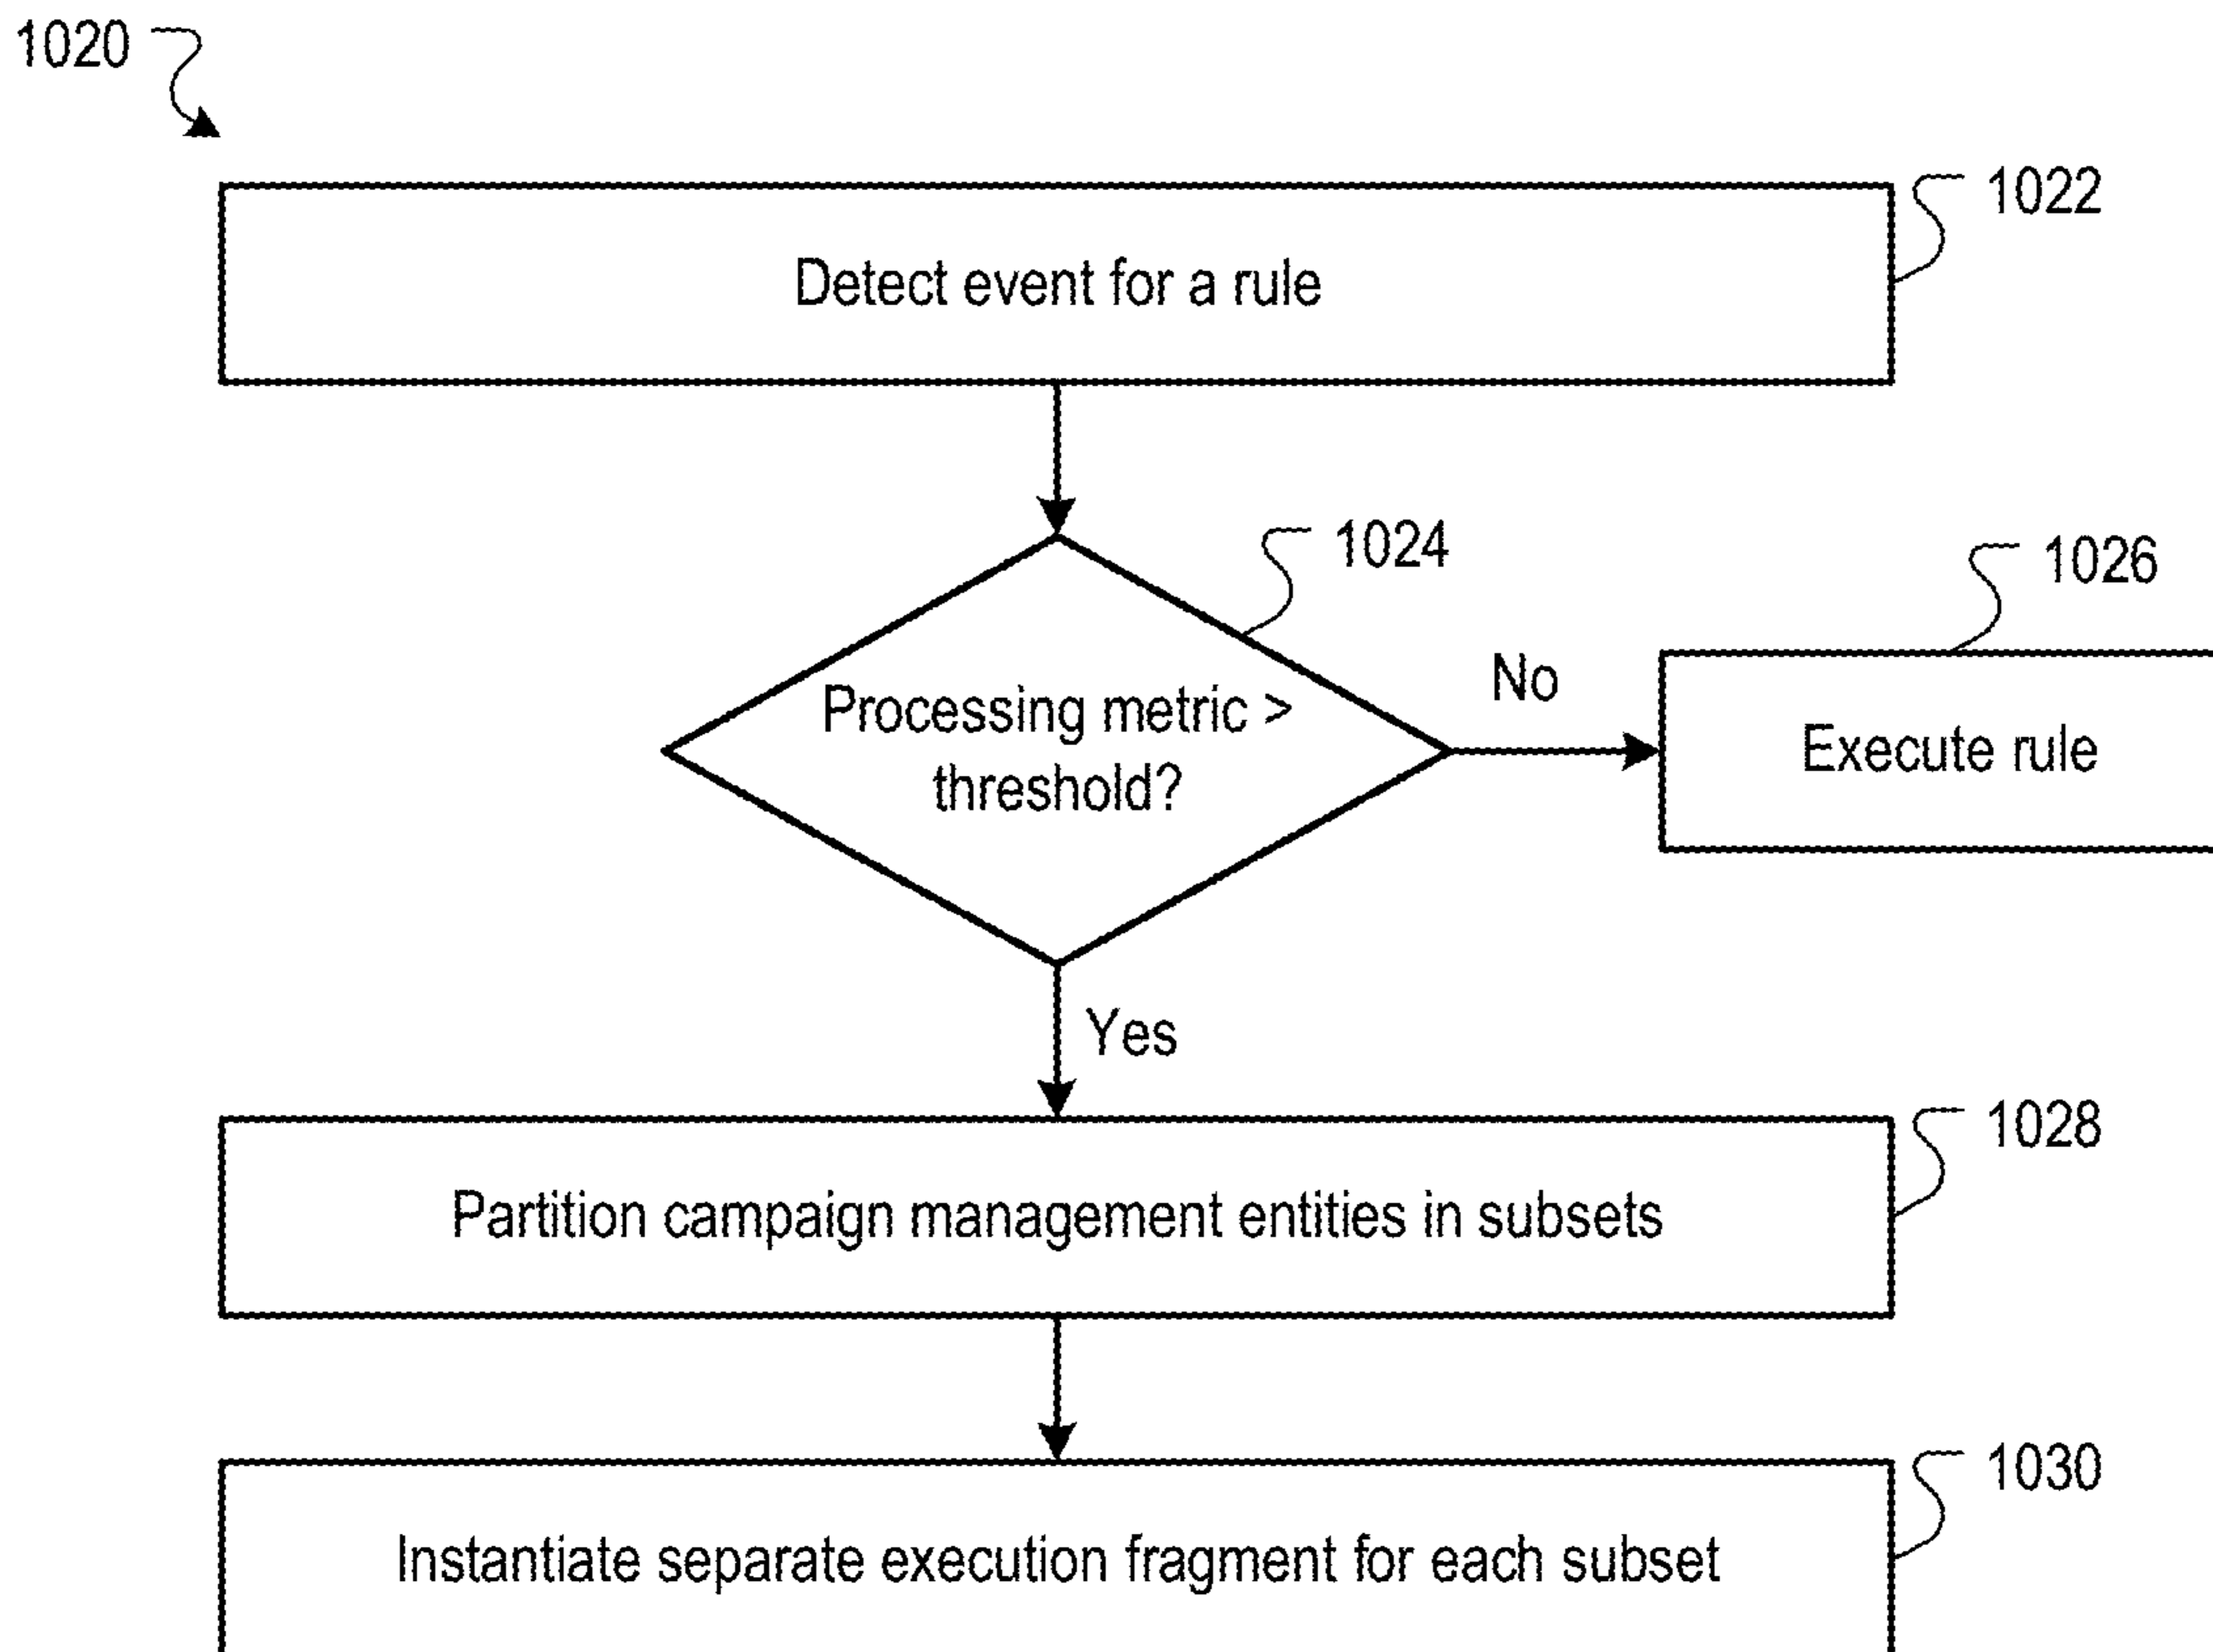 1020
1022
Detect event for a rule
1024
1026
Processing metric >
threshold?
No
Execute rule
Yes
1028
Partition campaign management entities in subsets
1030
Instantiate separate execution fragment for each subset